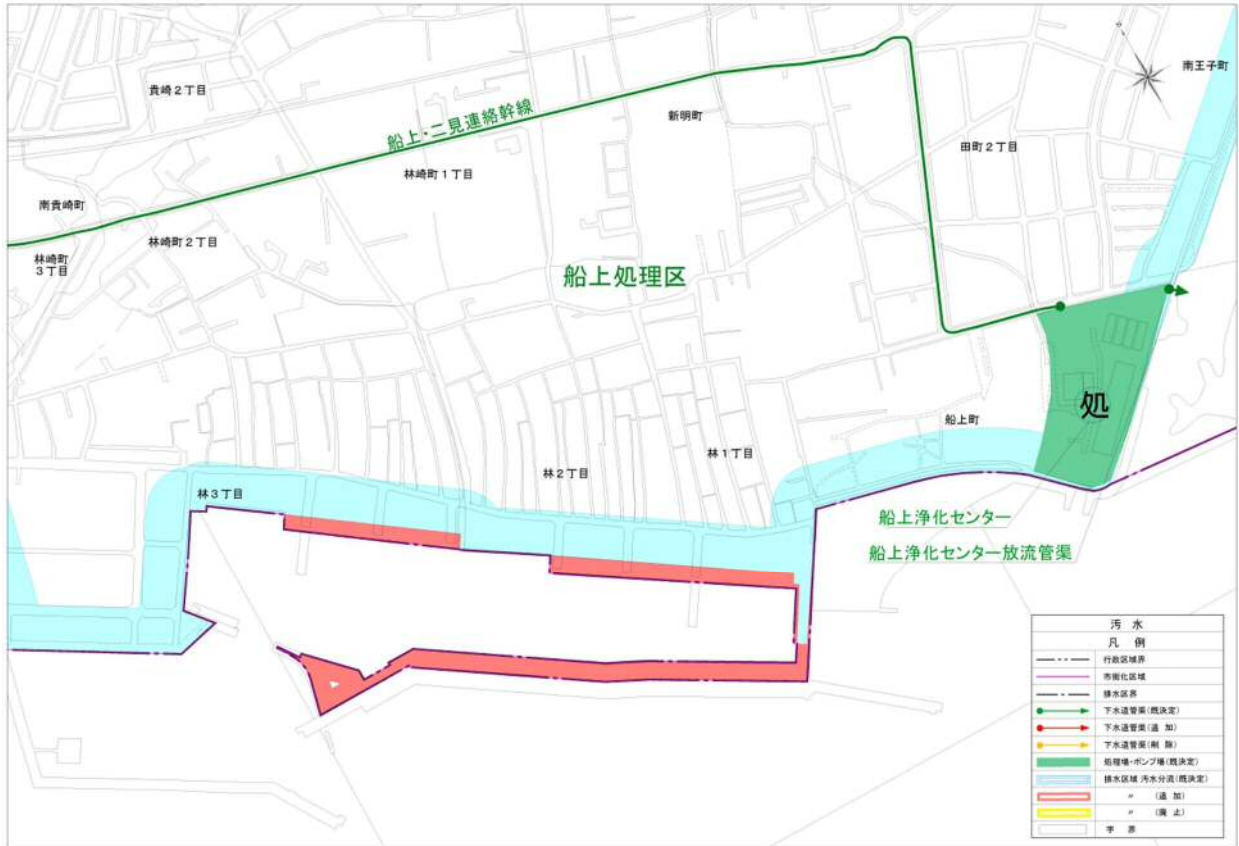 南王子町
貴崎2丁目
船上・二見連絡幹線
新明町
田町2丁目
林崎町1丁目
南貴崎町
林崎町2丁目
林崎町
3丁目
船上処理区
処
船上町
林1丁目
林2丁目
林3丁目
船上浄化センター
船上浄化センター放流管渠
汚 水
凡 例
行政区域界
市街化区域
排水区界
下水道管渠(既決定)
下水道管渠(追 加)
下水道管渠(削 除)
処理場・ポンプ場(既決定)
排水区域 汚水分流(既決定)
〃 (追 加)
〃 (廃 止)
字 界